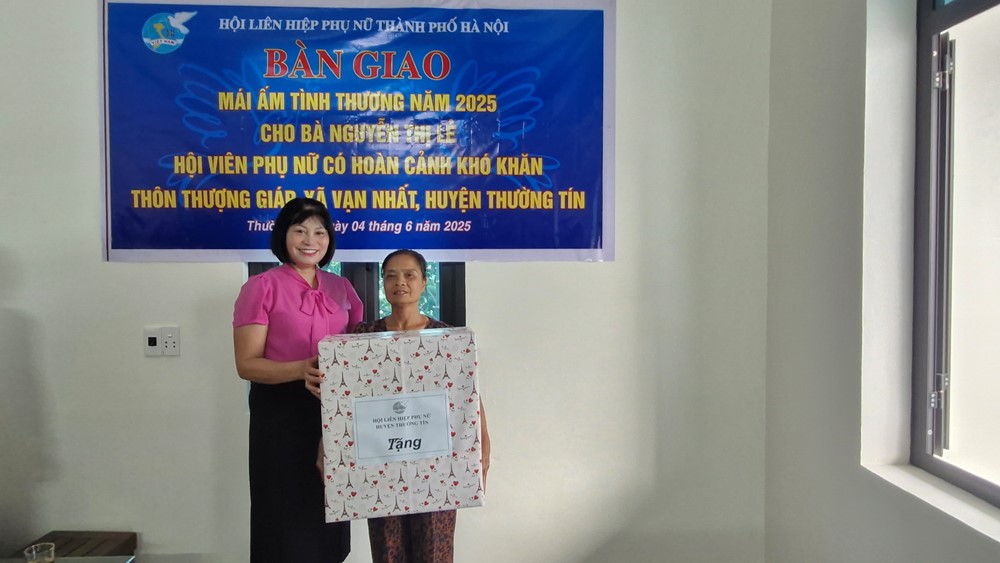 HỘI LIÊN HIỆP PHỤ NỮ THÀNH PHỐ HÀ NỘI
BÀN GIAO
MÁI ẤM TÌNH THƯƠNG NĂM 2025
CHO BÀ NGUYỄN THỊ LÊ
HỘI VIÊN PHỤ NỮ CÓ HOÀN CẢNH KHÓ KHĂN
THÔN THƯỢNG GIÁP, XÃ VẠN NHẤT, HUYỆN THƯỜNG TÍN
ngày 04 tháng 6 năm 2025
HỘI LIÊN HIỆP PHỤ NỮ
HUYỆN THƯỜNG TÍN
Tặng